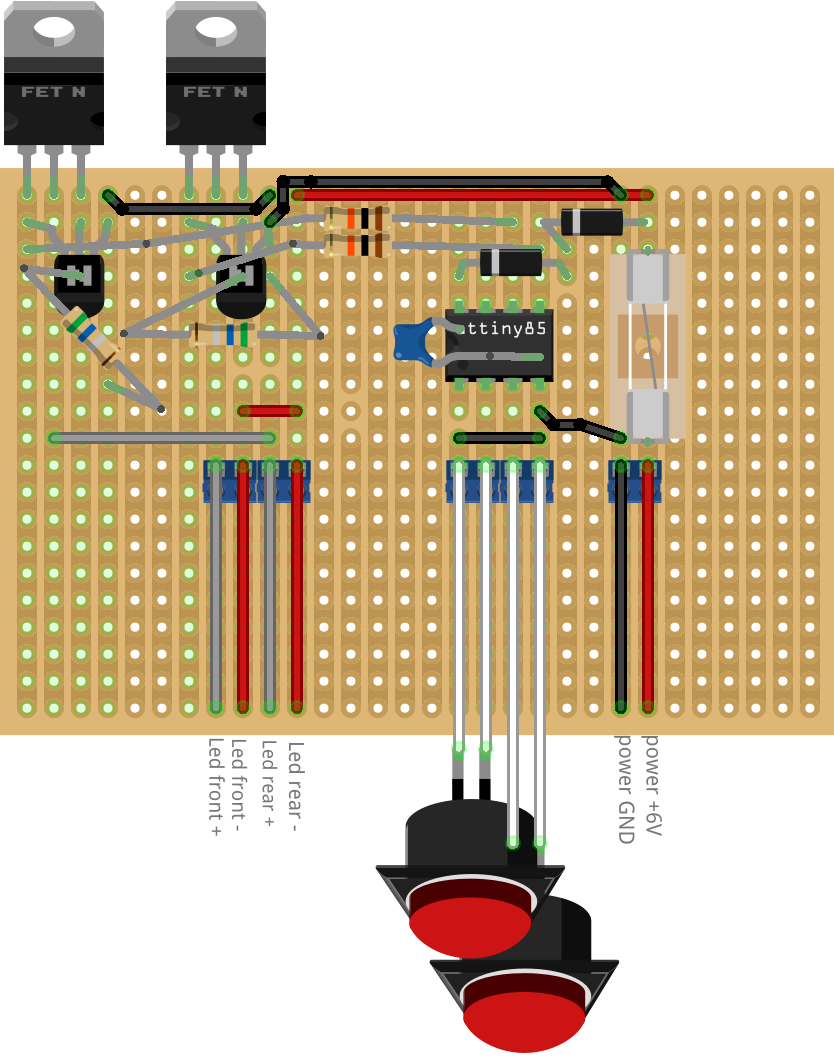 FET N
FET N
N
N
attiny85
Led front +
Led front -
Led rear +
Led rear -
power GND
power +6V